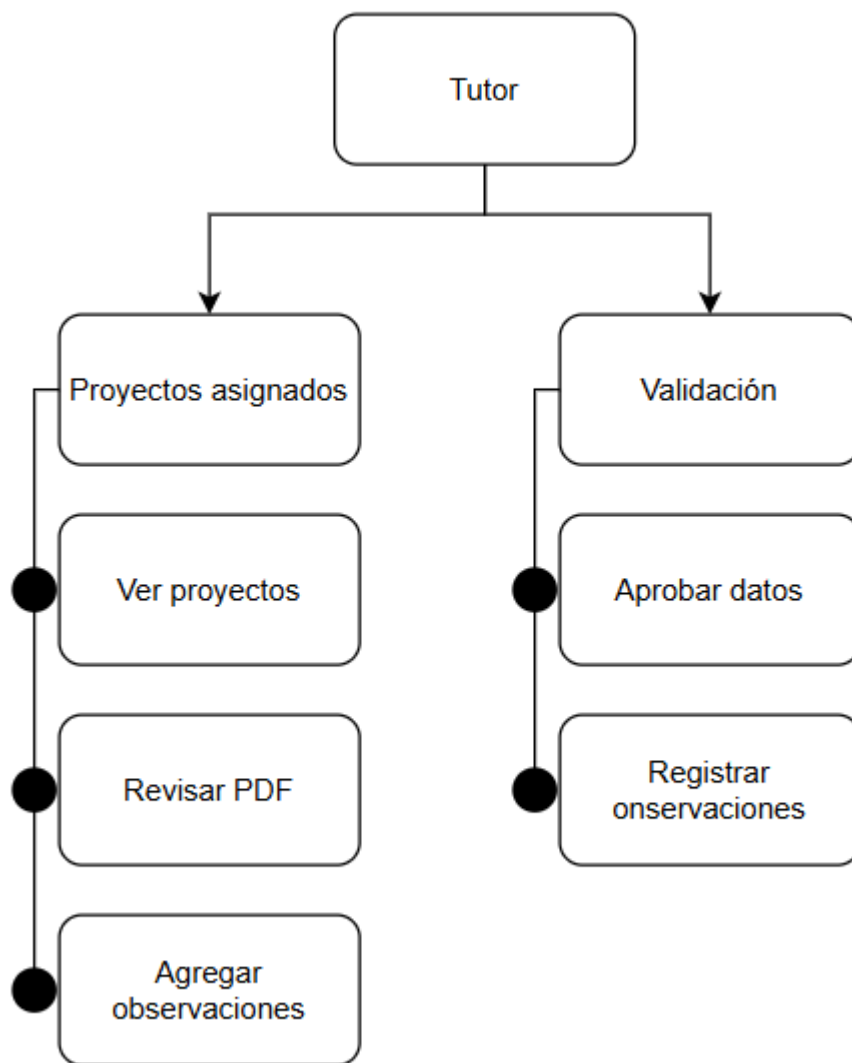 Tutor
Proyectos asignados
Validación
Ver proyectos
Aprobar datos
Revisar PDF
Registrar
onservaciones
Agregar
observaciones